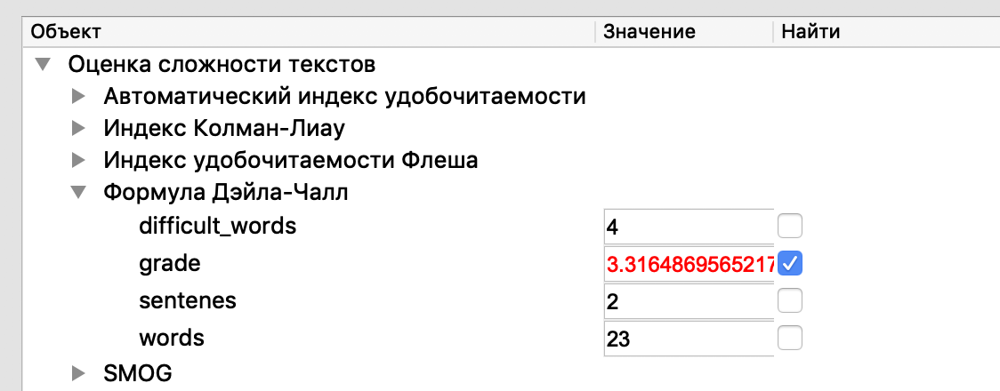 Объект Значение Найти
Оценка сложности текстов
Автоматический индекс удобочитаемости
Индекс Колман-Лиау
Индекс удобочитаемости Флеша
Формула Дэйла-Чалл
difficult_words 4
grade 3.3164869565217
sentenes 2
words 23
SMOG